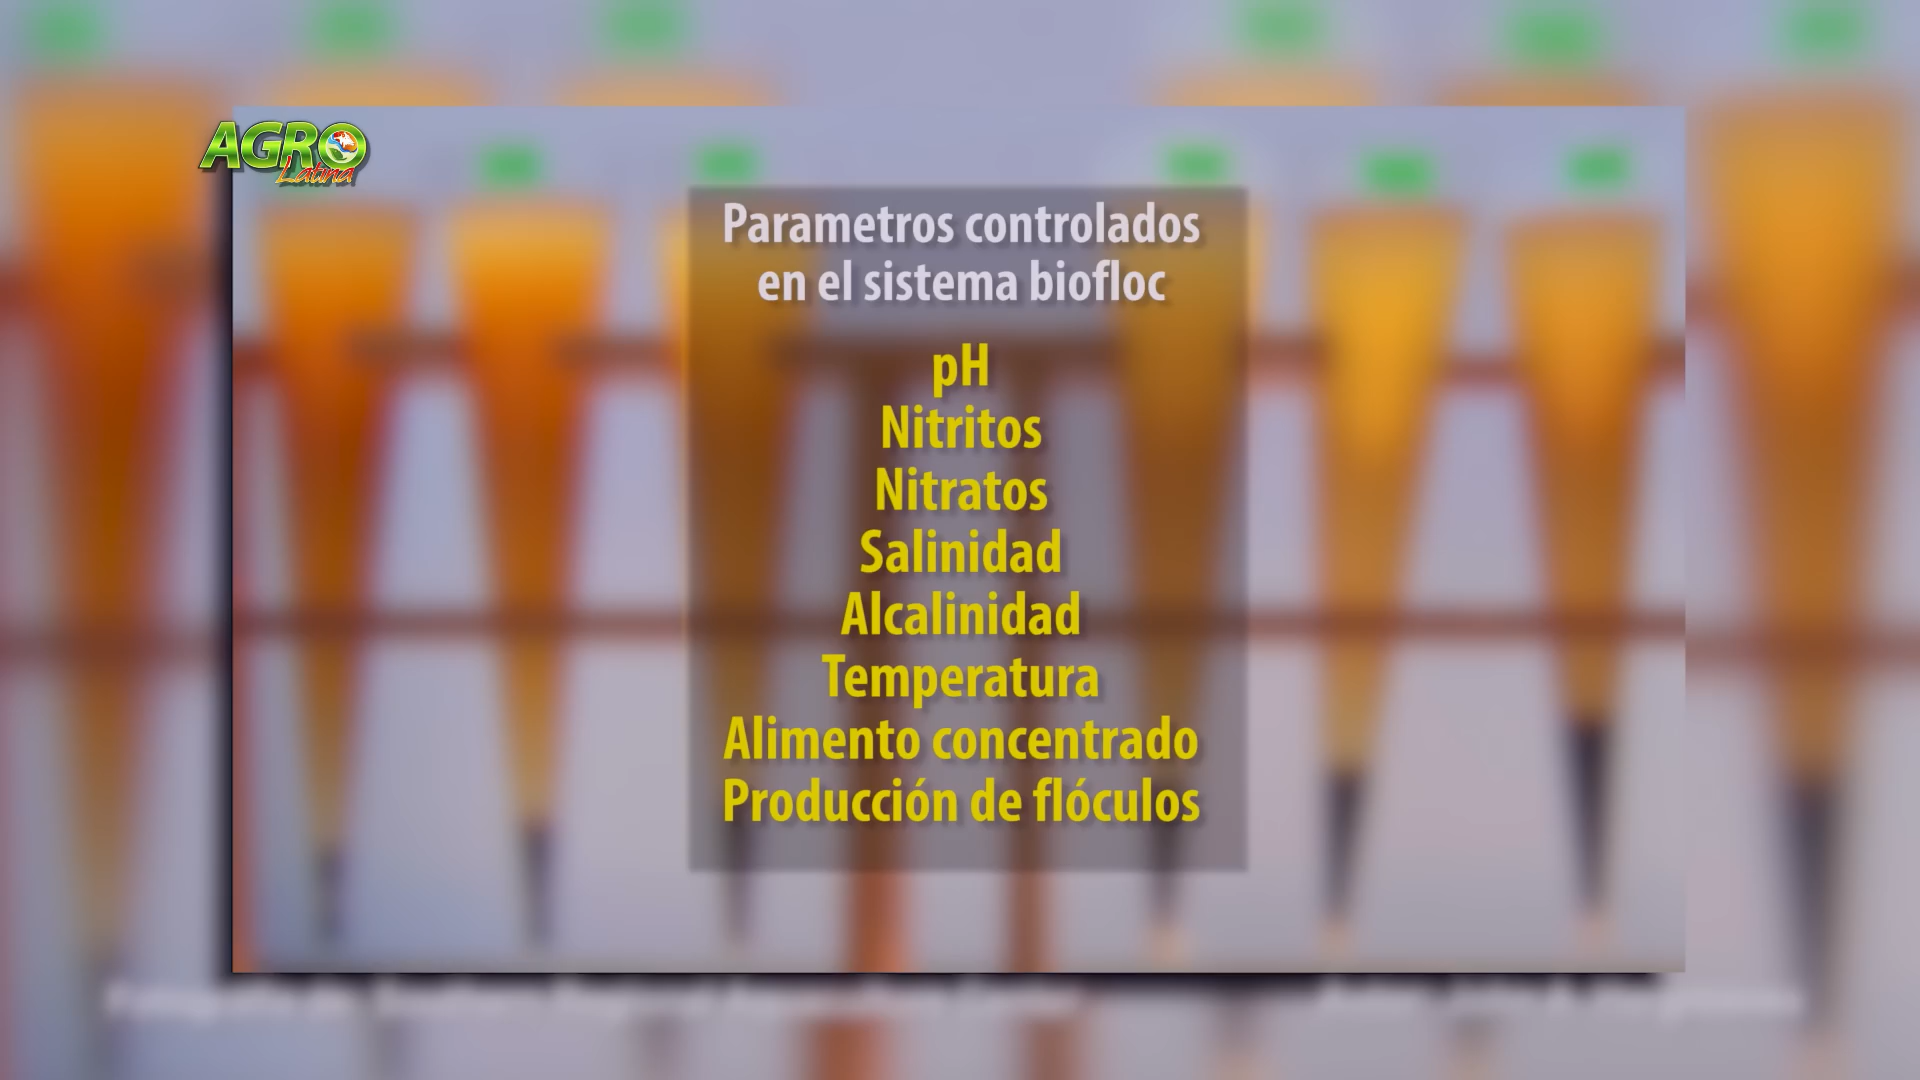 AGRO
Latina
Parametros controlados
en el sistema biofloc
pH
Nitritos
Nitratos
Salinidad
Alcalinidad
Temperatura
Alimento concentrado
Producción de flóculos